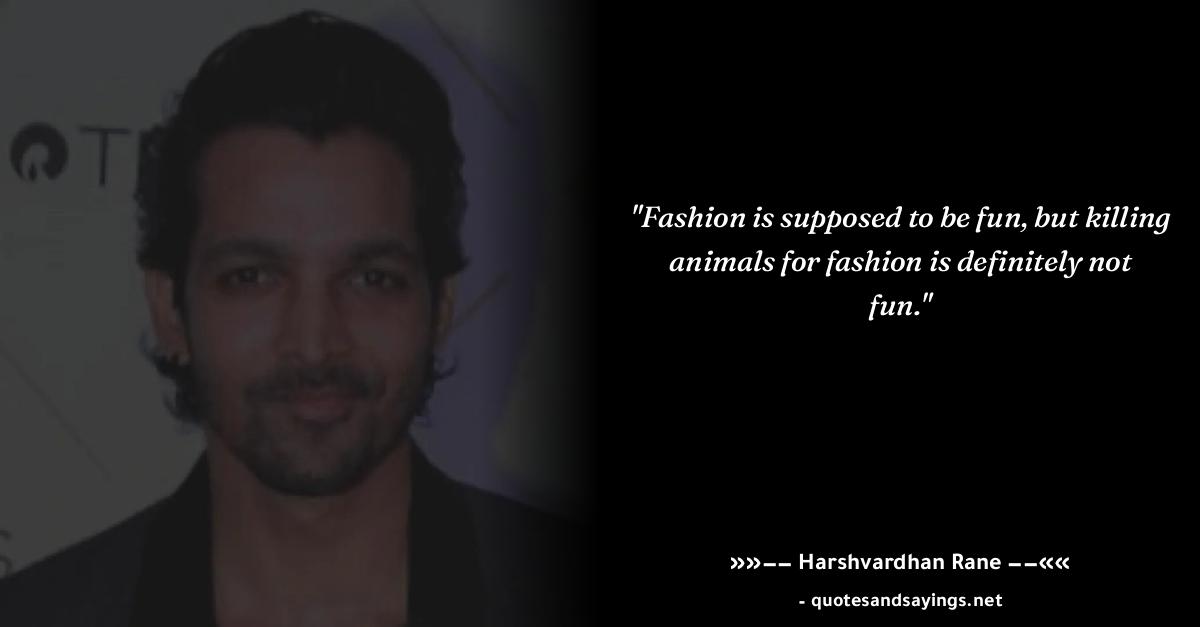 T
"Fashion is supposed to be fun, but killing
animals for fashion is definitely not
fun."
»»−− Harshvardhan Rane −−««
- quotesandsayings.net